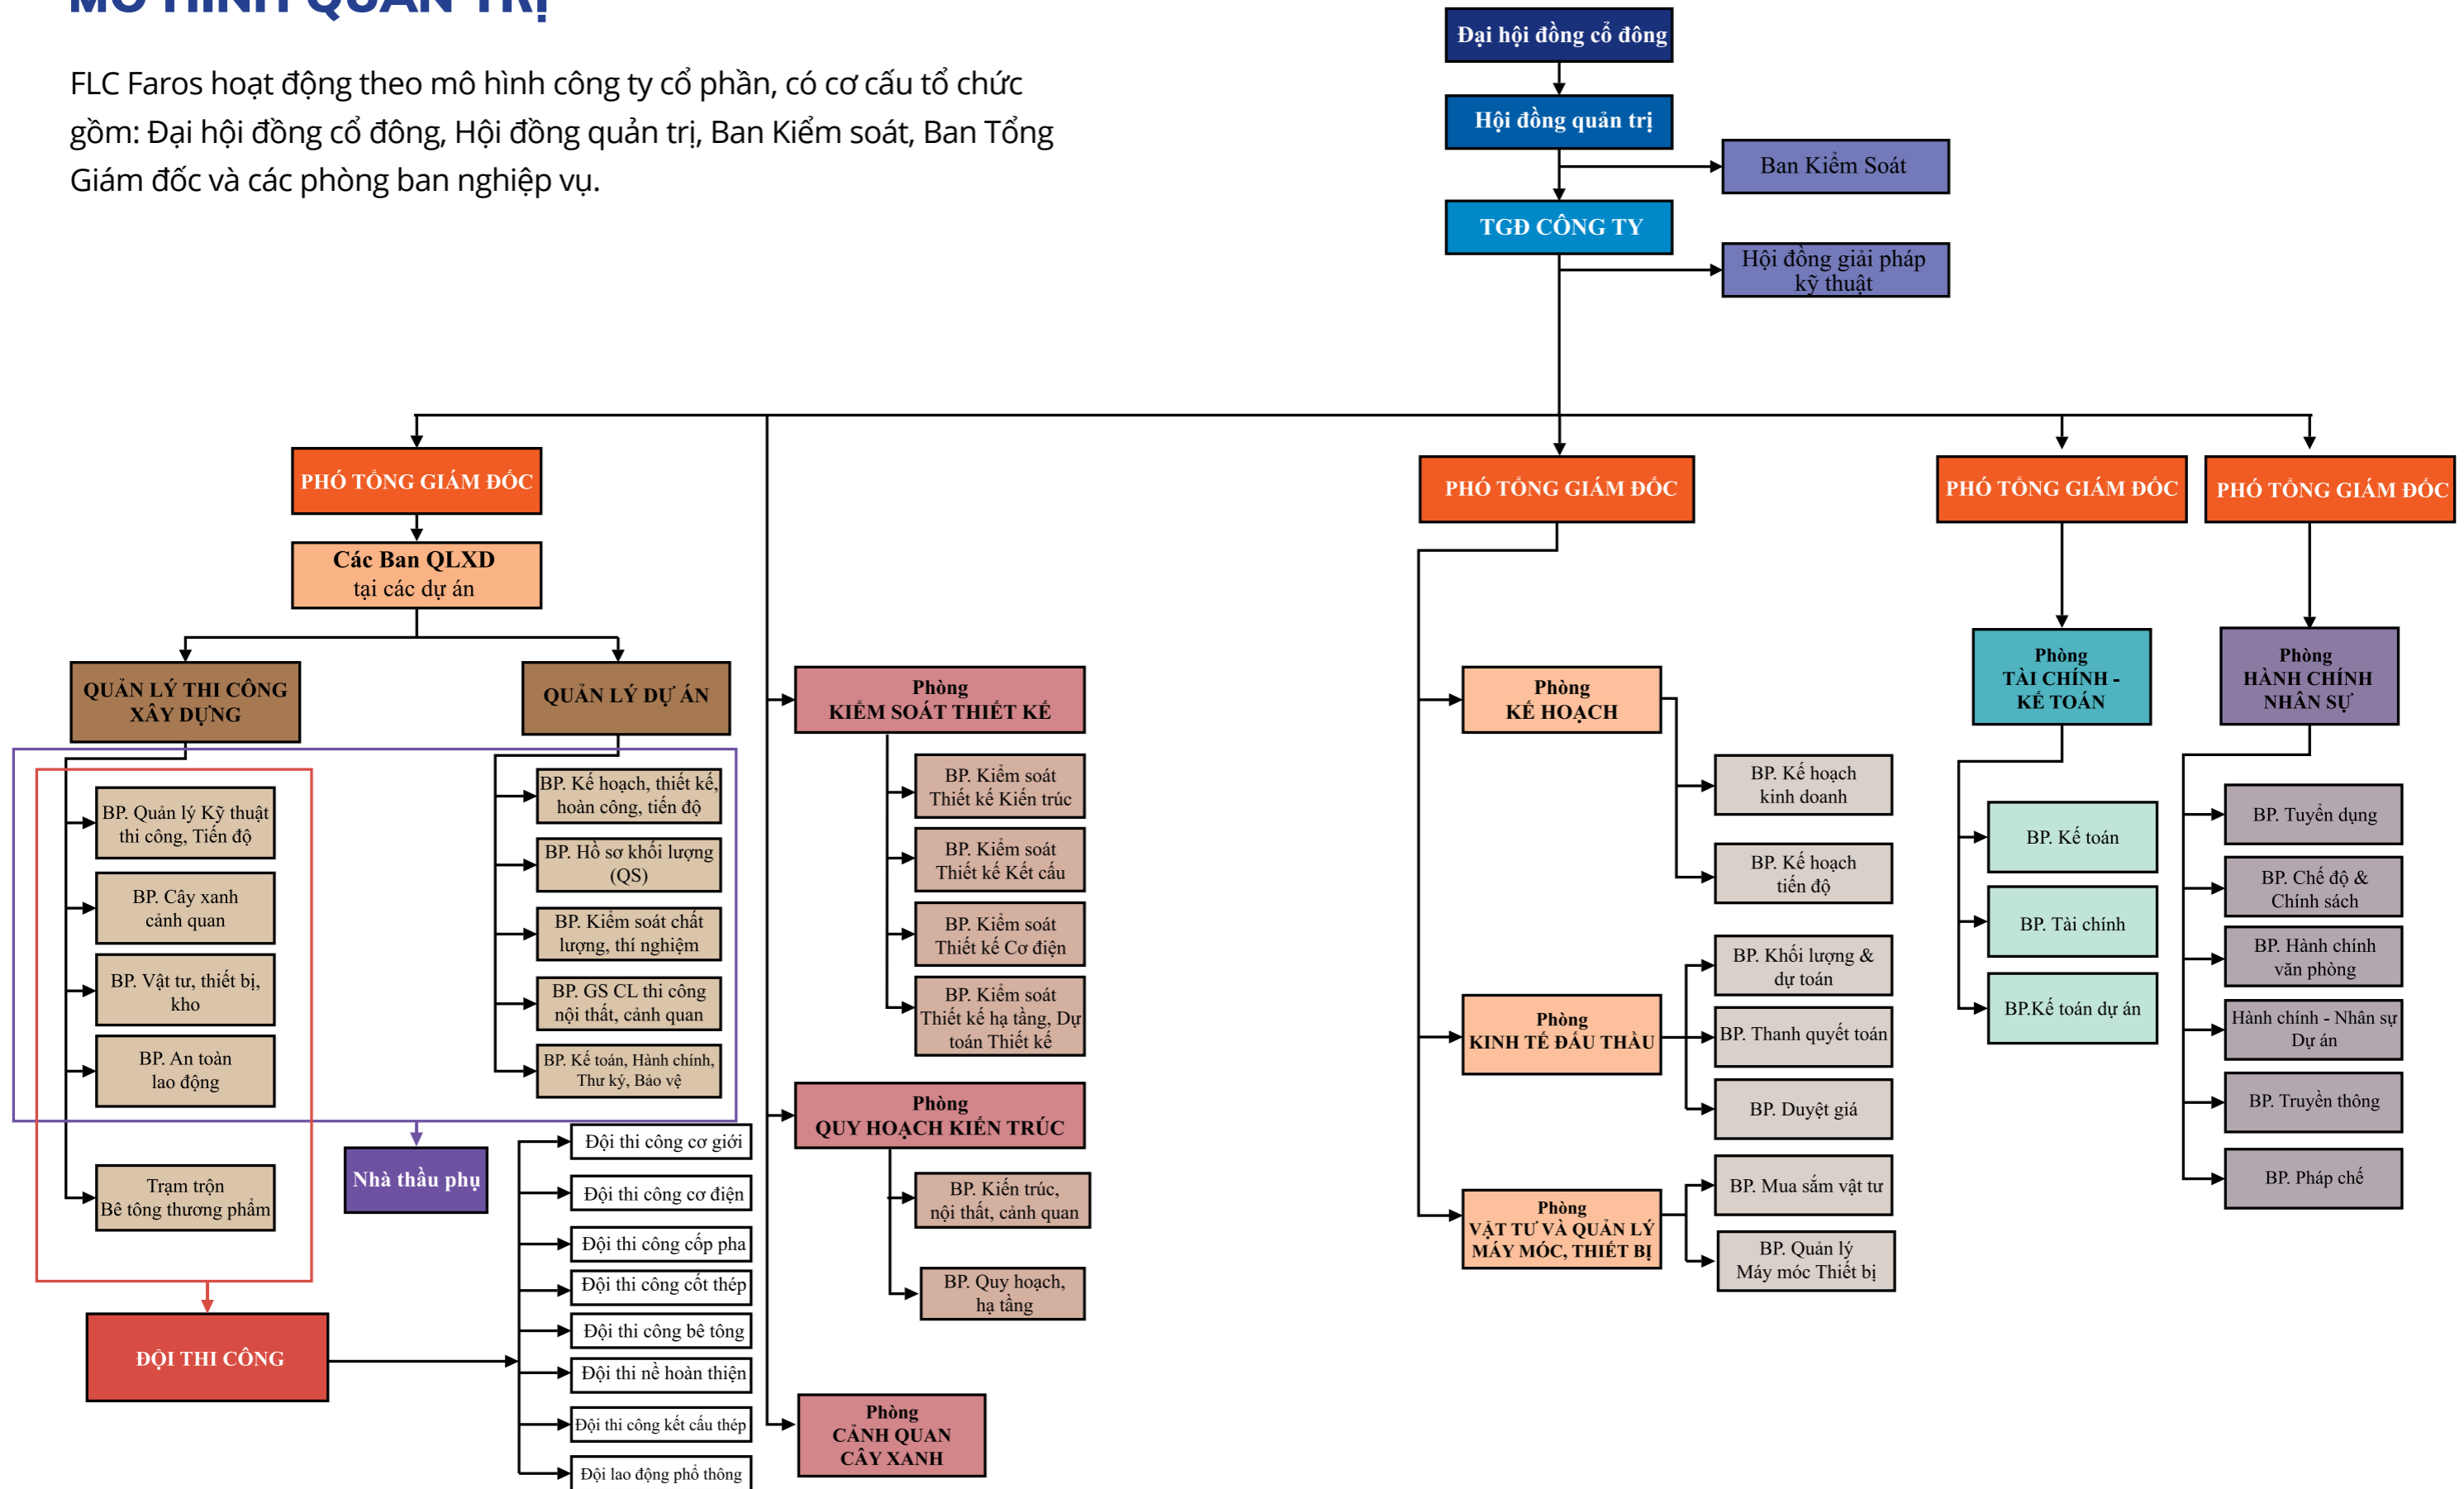 MÔ HÌNH QUẢN TRỊ
FLC Faros hoạt động theo mô hình công ty cổ phần, có cơ cấu tổ chức
gồm: Đại hội đồng cổ đông, Hội đồng quản trị, Ban Kiểm soát, Ban Tổng
Giám đốc và các phòng ban nghiệp vụ.
Đại hội đồng cổ đông
Hội đồng quản trị
Ban Kiểm Soát
TGĐ CÔNG TY
Hội đồng giải pháp
kỹ thuật
PHÓ TỔNG GIÁM ĐỐC
Các Ban QLXD
tại các dự án
QUẢN LÝ THI CÔNG
XÂY DỰNG
BP. Quản lý Kỹ thuật
thi công, Tiến độ
BP. Cây xanh
cảnh quan
BP. Vật tư, thiết bị,
kho
BP. An toàn
lao động
Trạm trộn
Bê tông thương phẩm
QUẢN LÝ DỰ ÁN
BP. Kế hoạch, thiết kế,
hoàn công, tiến độ
BP. Hồ sơ khối lượng
(QS)
BP. Kiểm soát chất
lượng, thí nghiệm
BP. GS CL thi công
nội thất, cảnh quan
BP. Kế toán, Hành chính,
Thư ký, Bảo vệ
Nhà thầu phụ
ĐỘI THI CÔNG
Đội thi công cơ giới
Đội thi công cơ điện
Đội thi công cốp pha
Đội thi công cốt thép
Đội thi công bê tông
Đội thi nề hoàn thiện
Đội thi công kết cấu thép
Đội lao động phổ thông
Phòng
KIỂM SOÁT THIẾT KẾ
BP. Kiểm soát
Thiết kế Kiến trúc
BP. Kiểm soát
Thiết kế Kết cấu
BP. Kiểm soát
Thiết kế Cơ điện
BP. Kiểm soát
Thiết kế hạ tầng, Dự
toán Thiết kế
Phòng
QUY HOẠCH KIẾN TRÚC
BP. Kiến trúc,
nội thất, cảnh quan
BP. Quy hoạch,
hạ tầng
Phòng
CẢNH QUAN
CÂY XANH
PHÓ TỔNG GIÁM ĐỐC
Phòng
KẾ HOẠCH
BP. Kế hoạch
kinh doanh
BP. Kế hoạch
tiến độ
Phòng
KINH TẾ ĐẤU THẦU
BP. Khối lượng &
dự toán
BP. Thanh quyết toán
BP. Duyệt giá
Phòng
VẬT TƯ VÀ QUẢN LÝ
MÁY MÓC, THIẾT BỊ
BP. Mua sắm vật tư
BP. Quản lý
Máy móc Thiết bị
PHÓ TỔNG GIÁM ĐỐC
Phòng
TÀI CHÍNH -
KẾ TOÁN
BP. Kế toán
BP. Tài chính
BP.Kế toán dự án
PHÓ TỔNG GIÁM ĐỐC
Phòng
HÀNH CHÍNH
NHÂN SỰ
BP. Tuyển dụng
BP. Chế độ &
Chính sách
BP. Hành chính
văn phòng
Hành chính - Nhân sự
Dự án
BP. Truyền thông
BP. Pháp chế